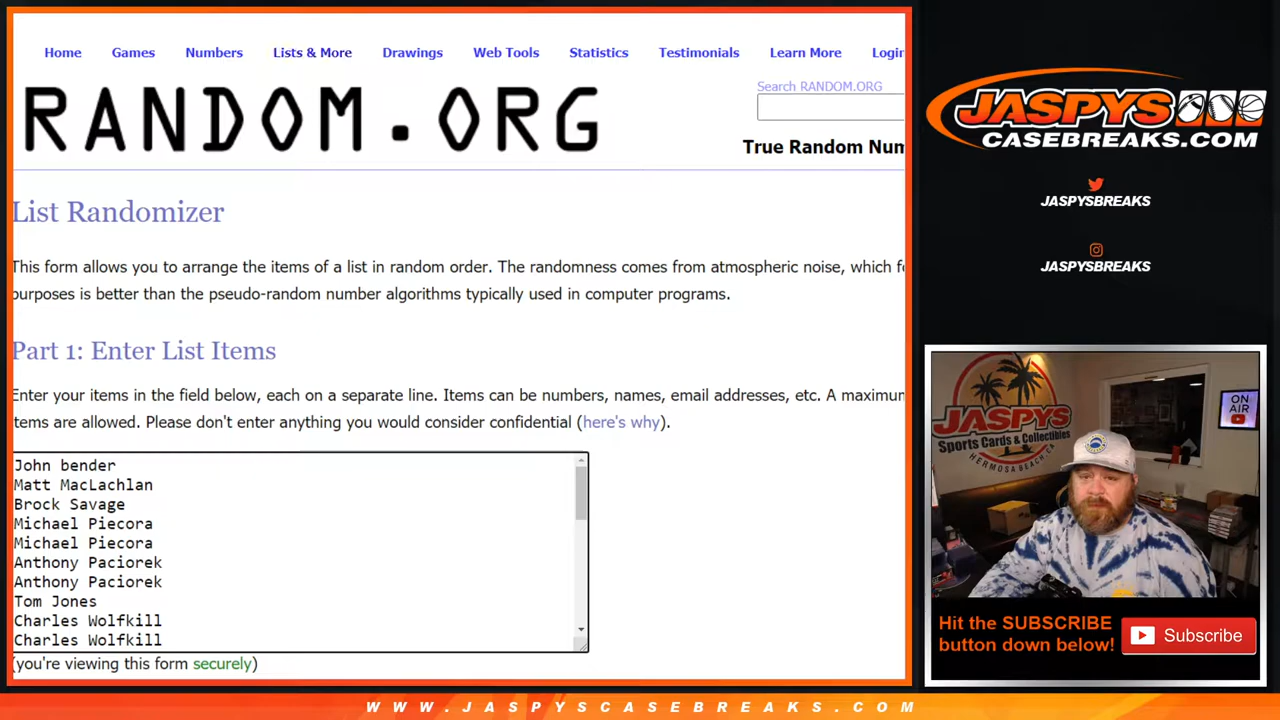 Home Games Numbers Lists & More Drawings Web Tools Statistics Testimonials Learn More Login
RANDOM.ORG
Search RANDOM.ORG
True Random Num
List Randomizer
This form allows you to arrange the items of a list in random order. The randomness comes from atmospheric noise, which f
purposes is better than the pseudo-random number algorithms typically used in computer programs.
Part 1: Enter List Items
Enter your items in the field below, each on a separate line. Items can be numbers, names, email addresses, etc. A maximum
items are allowed. Please don't enter anything you would consider confidential (here's why).
John bender
Matt MacLachlan
Brock Savage
Michael Piecora
Michael Piecora
Anthony Paciorek
Anthony Paciorek
Tom Jones
Charles Wolfkill
Charles Wolfkill
(you're viewing this form securely)
JASPYS
CASEBREAKS.COM
JASPYSBREAKS
JASPYSBREAKS
JASPYS
Sports Cards & Collectibles
HERMOSA BEACH, CA
ON
AIR
Hit the SUBSCRIBE
button down below!
Subscribe
WWW.JASPYSCASEBREAKS.COM